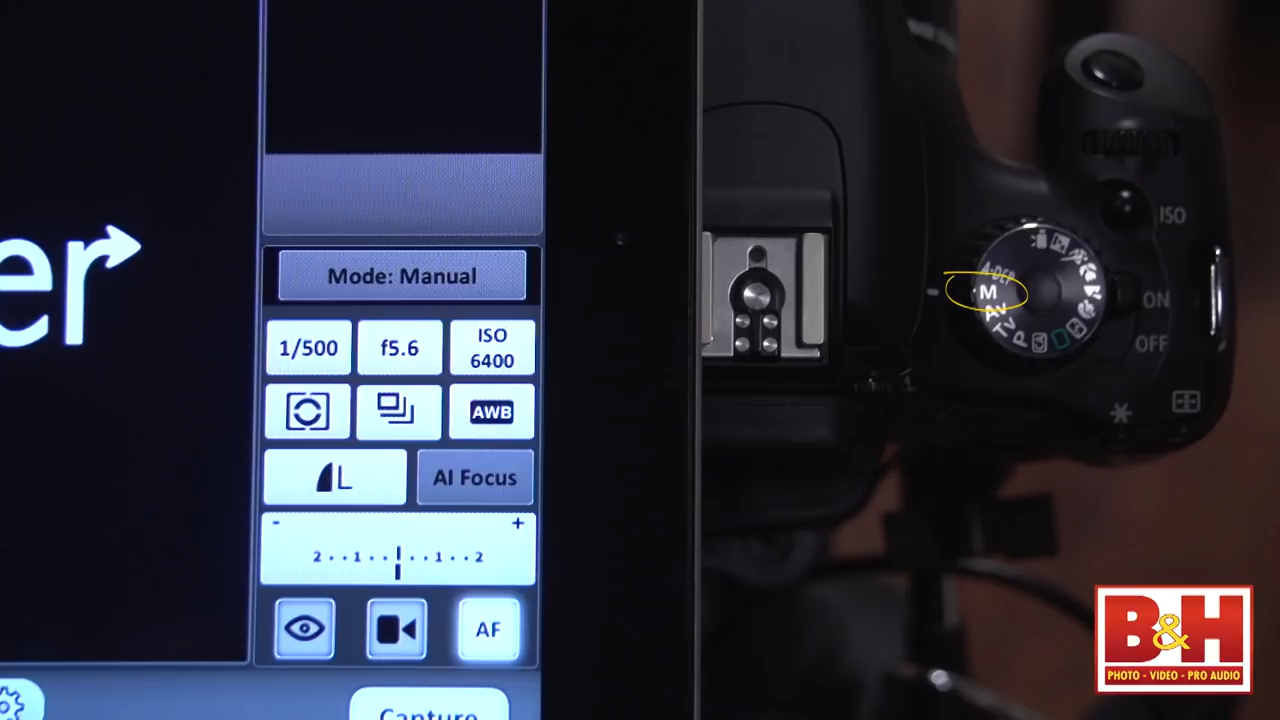 er
Mode: Manual
1/500
f5.6
ISO
6400
AWB
L
AI Focus
- +
2 . . 1 . . . . 1 . . 2
AF
Capture
A-DEP
M
Av
Tv
P
ISO
ON
OFF
B&H
PHOTO - VIDEO - PRO AUDIO